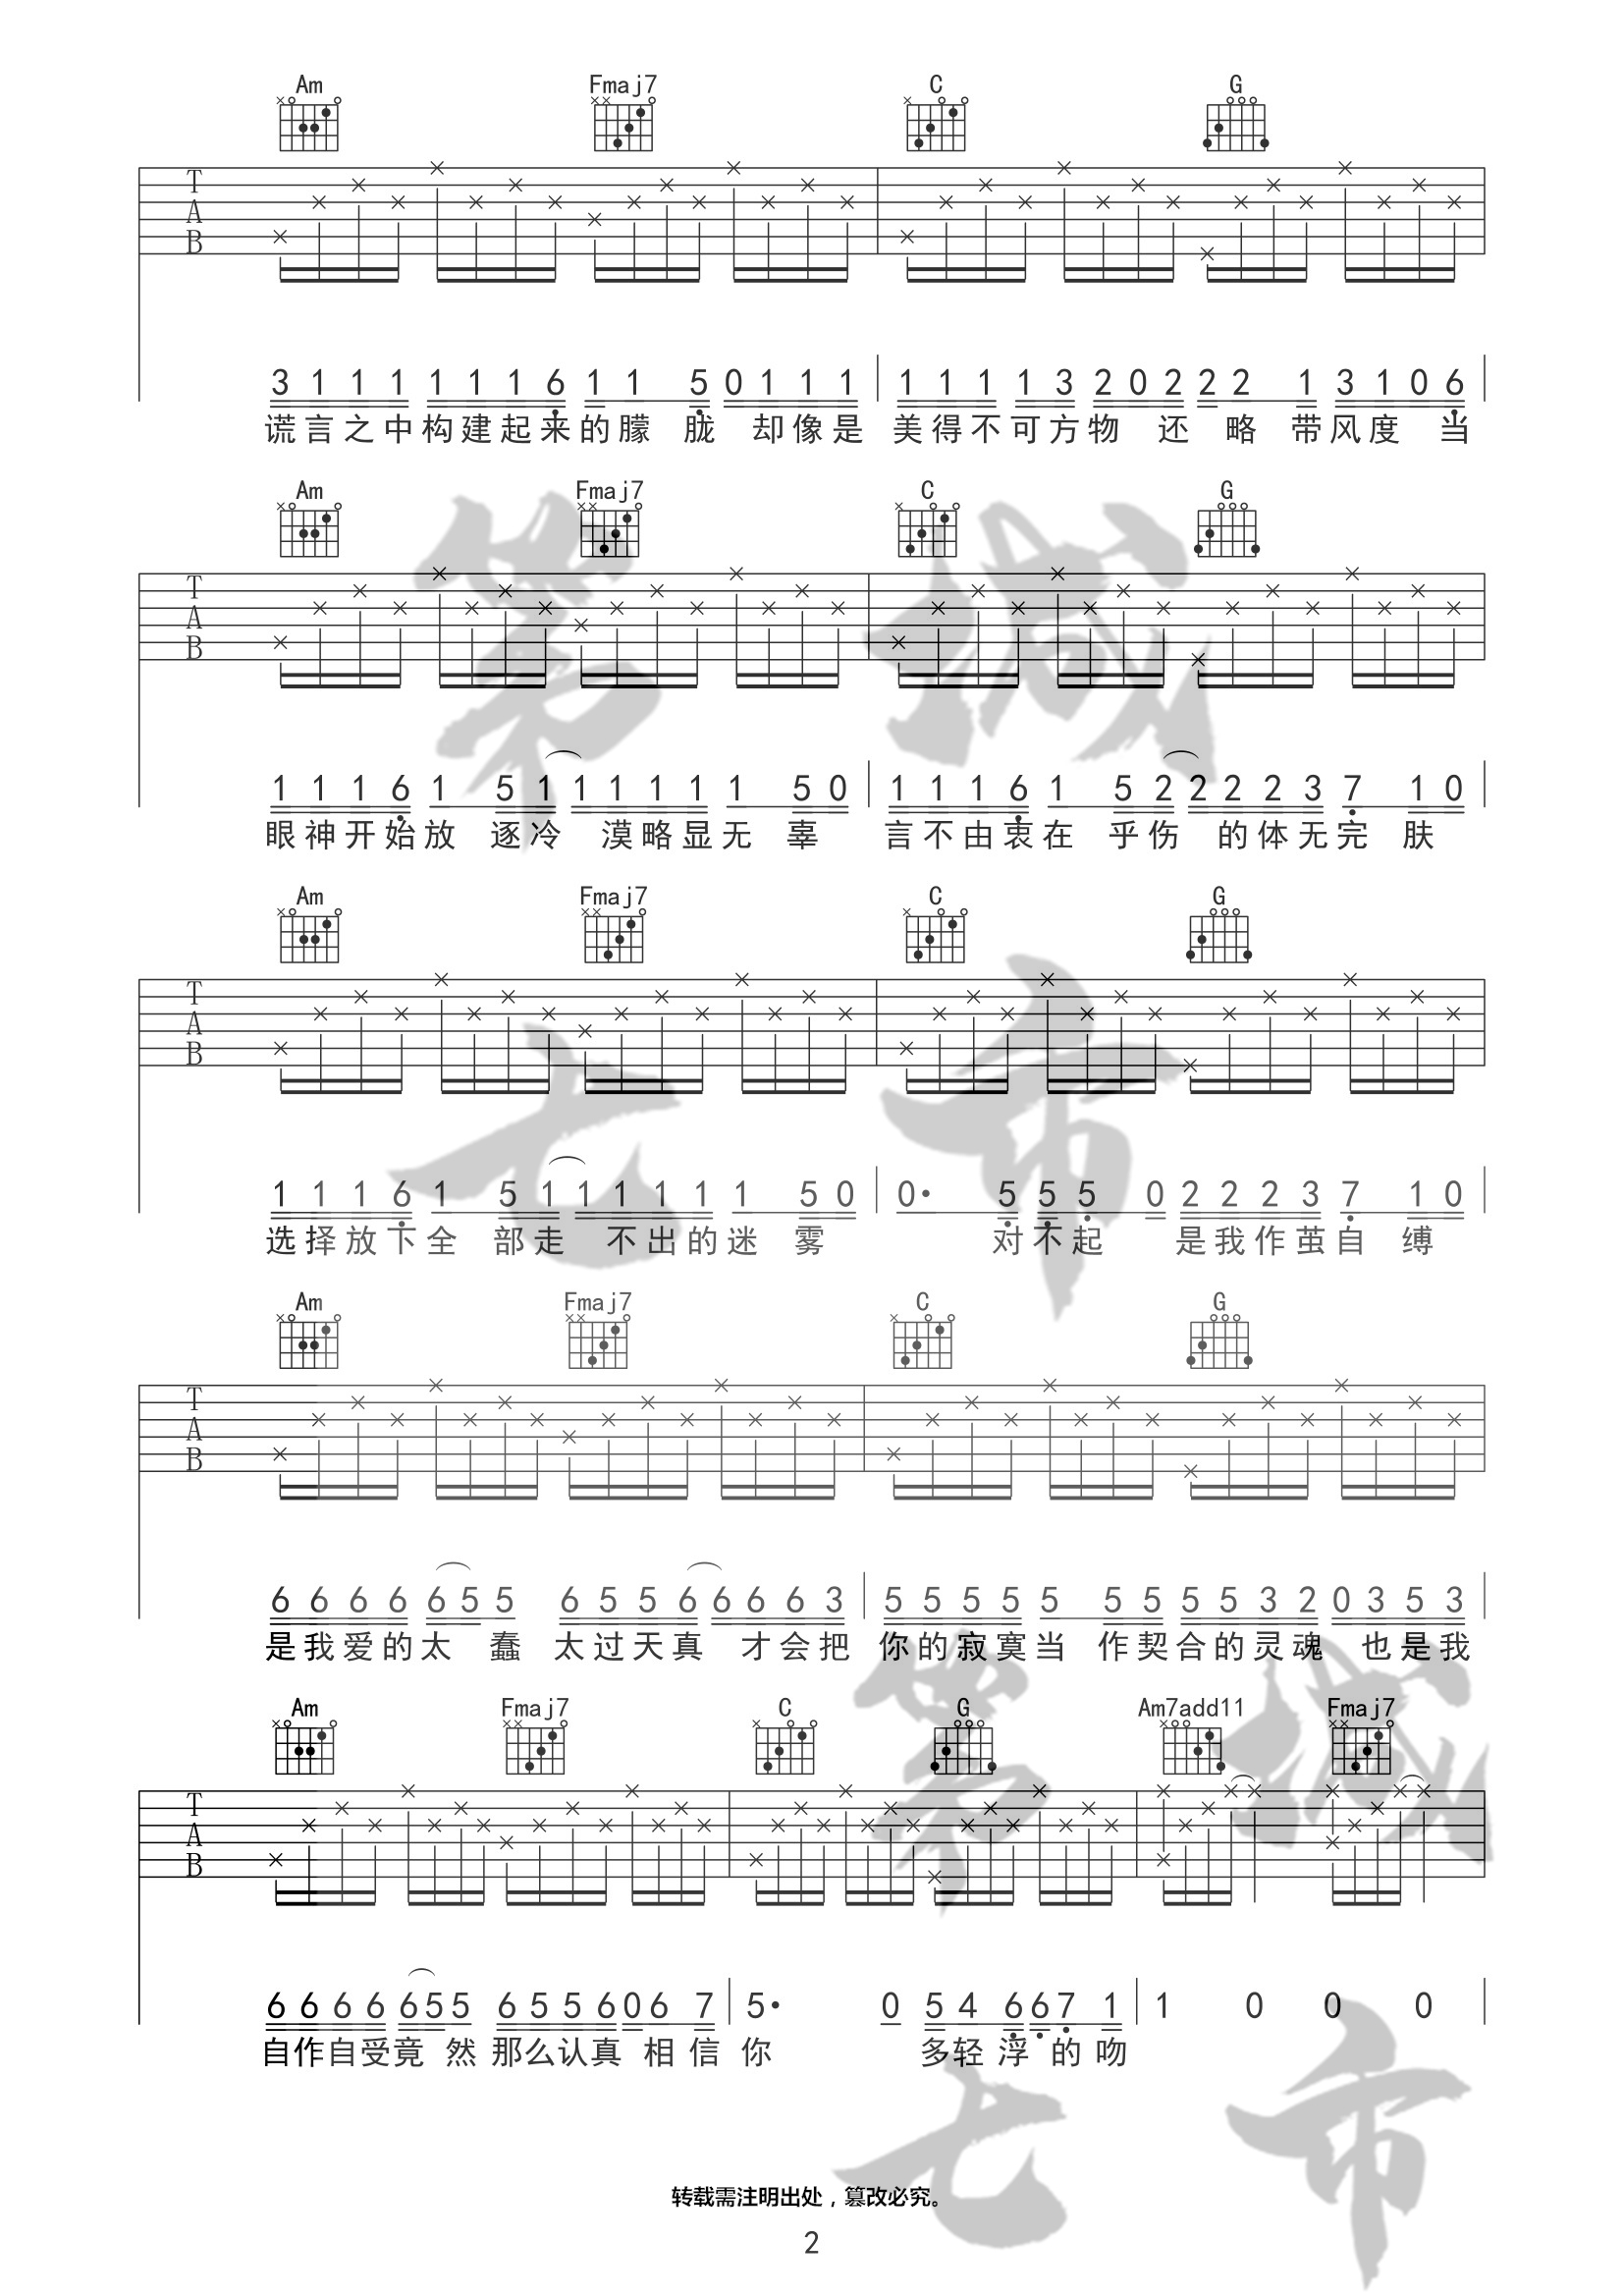 Am Fmaj7 C G
T
A
B
3 1 1 1 1 1 1 6 1 1 5 0 1 1 1 1 1 1 1 3 2 0 2 2 2 1 3 1 0 6
谎言之中构建起来的朦胧 却像是美得不可方物 还略带风度 当
Am Fmaj7 C G
T
A
B
1 1 1 6 1 5 1 1 1 1 1 1 5 0 1 1 1 6 1 5 2 2 2 2 3 7 1 0
眼神开始放 逐冷 漠略显无 辜 言不由衷在 乎伤 的体无完 肤
Am Fmaj7 C G
T
A
B
1 1 1 6 1 5 1 1 1 1 1 1 5 0 0· 5 5 5 0 2 2 2 3 7 1 0
选择放下全 部走 不出的迷 雾 对不起 是我作茧自 缚
Am Fmaj7 C G
T
A
B
6 6 6 6 6 5 5 6 5 5 6 6 6 6 3 5 5 5 5 5 5 5 5 5 3 2 0 3 5 3
是我爱的太 蠢 太过天真 才会把 你的寂寞当 作契合的灵魂 也是我
Am Fmaj7 C G Am7add11 Fmaj7
T
A
B
6 6 6 6 6 5 5 6 5 5 6 0 6 7 5· 0 5 4 6 6 7 1 1 0 0 0
自作自受竟 然 那么认真 相信 你 多轻浮 的吻
第 城
七 市
第 城
七 市
转载需注明出处，篡改必究。
2